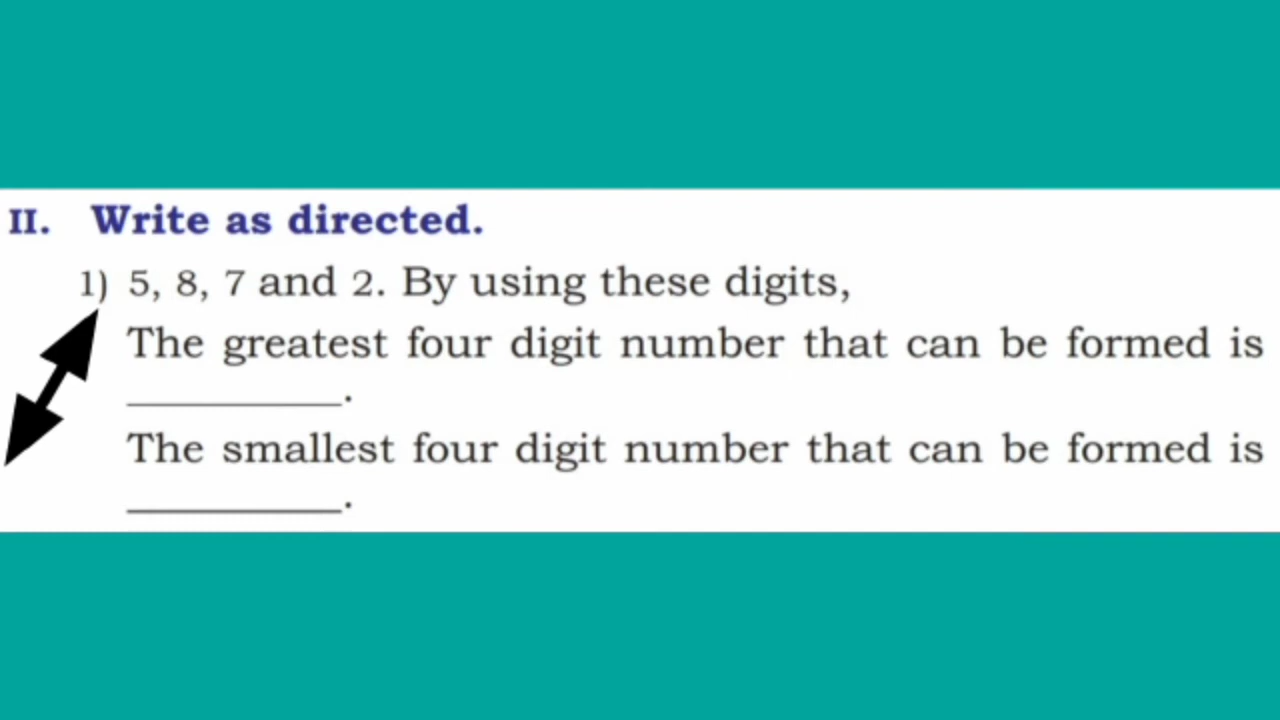 II. Write as directed.
1) 5, 8, 7 and 2. By using these digits,
The greatest four digit number that can be formed is
__________.
The smallest four digit number that can be formed is
__________.